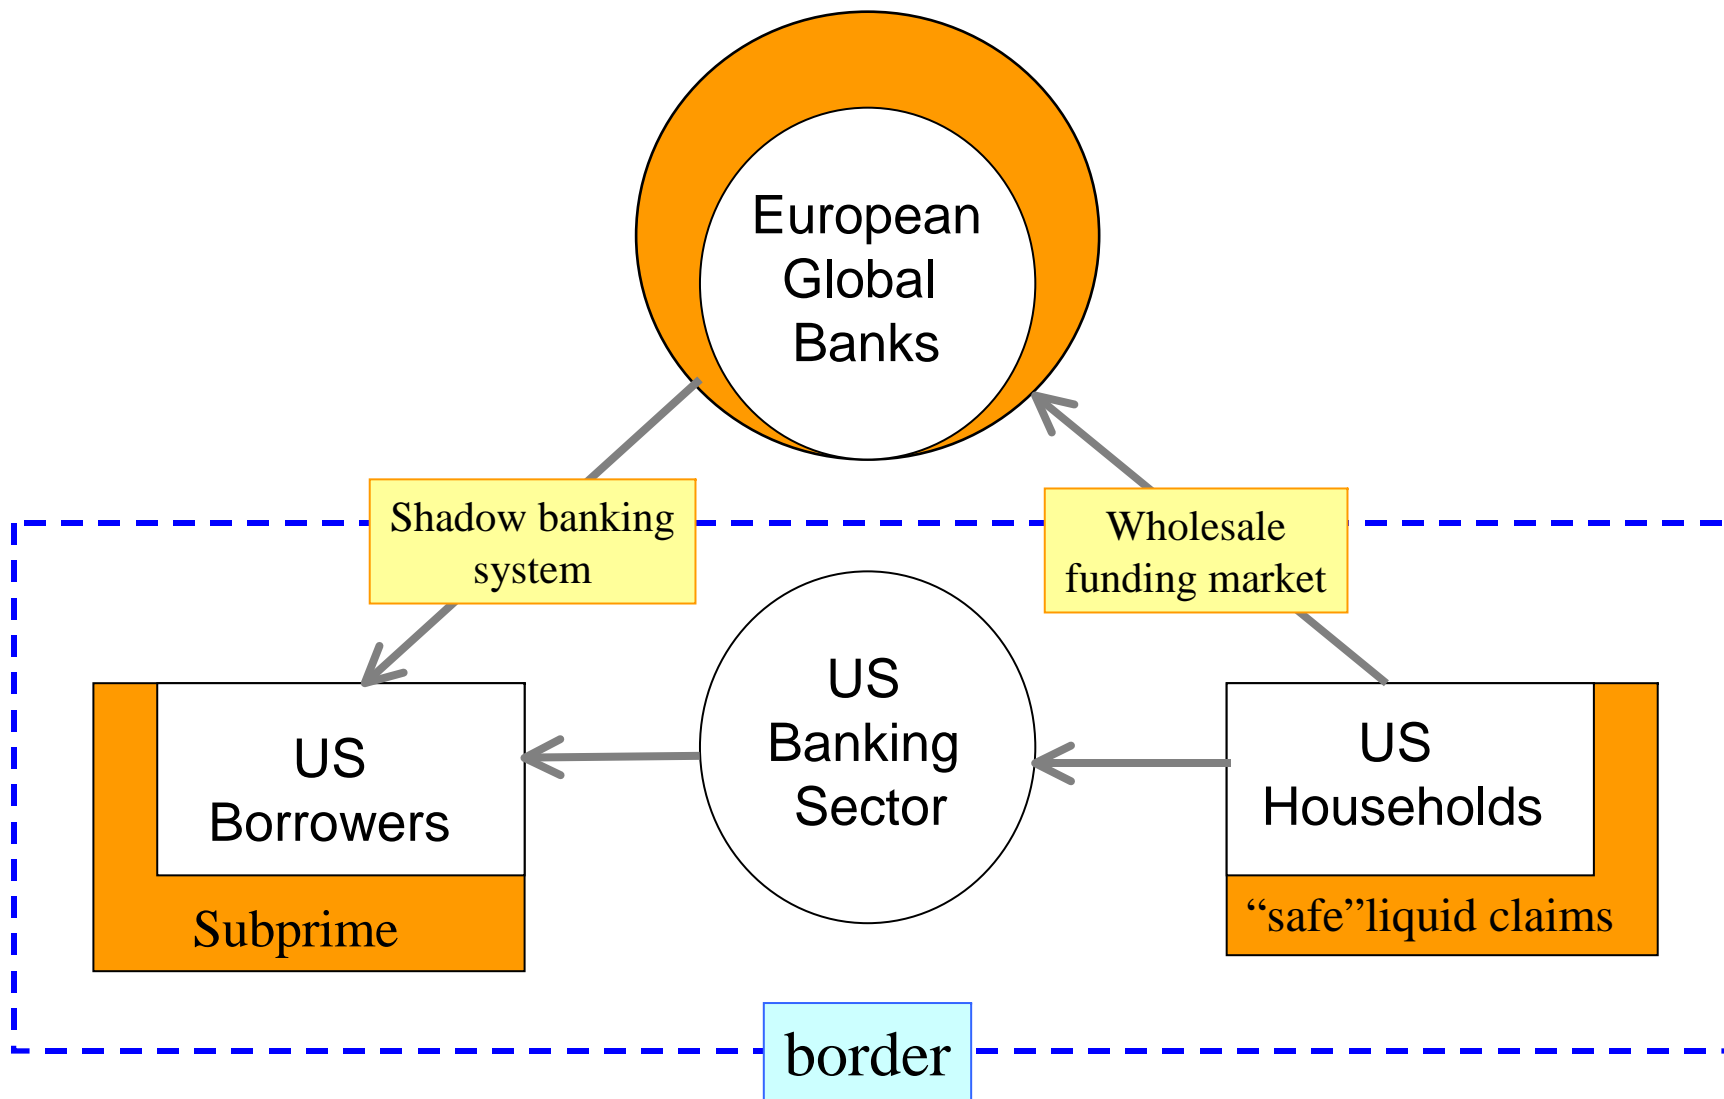 European
Global
Banks
Shadow banking
system
Wholesale
funding market
US
Borrowers
Subprime
US
Banking
Sector
US
Households
“safe”liquid claims
border